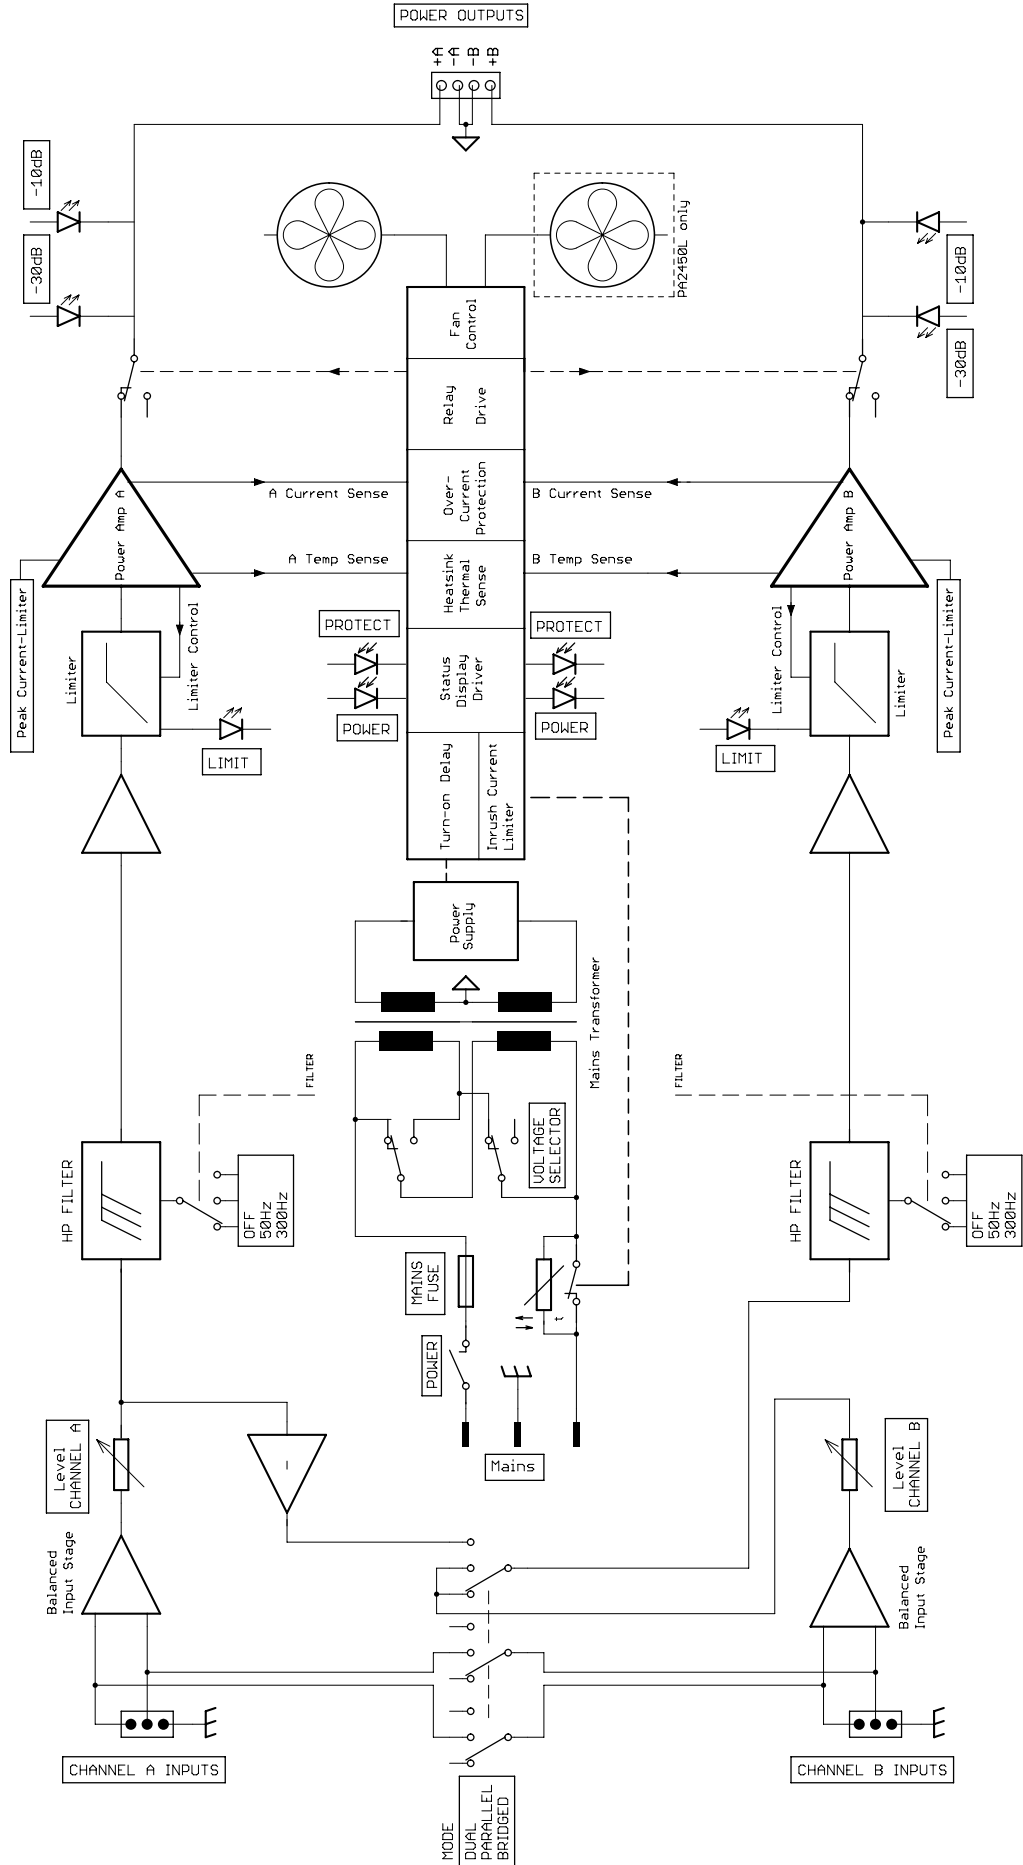 POWER OUTPUTS
+A
-A
-B
+B
-10dB
-30dB
PA2450L only
-10dB
-30dB
Fan
Control
Relay
Drive
Over-
Current
Protection
Heatsink
Thermal
Sense
Status
Display
Driver
Turn-on Delay
Inrush Current
Limiter
A Current Sense
B Current Sense
A Temp Sense
B Temp Sense
Power Amp A
Power Amp B
Peak Current-Limiter
Peak Current-Limiter
Limiter
Limiter Control
Limiter Control
Limiter
PROTECT
PROTECT
POWER
POWER
LIMIT
LIMIT
Power
Supply
Mains Transformer
FILTER
FILTER
VOLTAGE
SELECTOR
HP FILTER
HP FILTER
OFF
50Hz
300Hz
OFF
50Hz
300Hz
MAINS
FUSE
t
POWER
Mains
Level
CHANNEL A
Level
CHANNEL B
-
Balanced
Input Stage
Balanced
Input Stage
CHANNEL A INPUTS
CHANNEL B INPUTS
MODE
DUAL
PARALLEL
BRIDGED